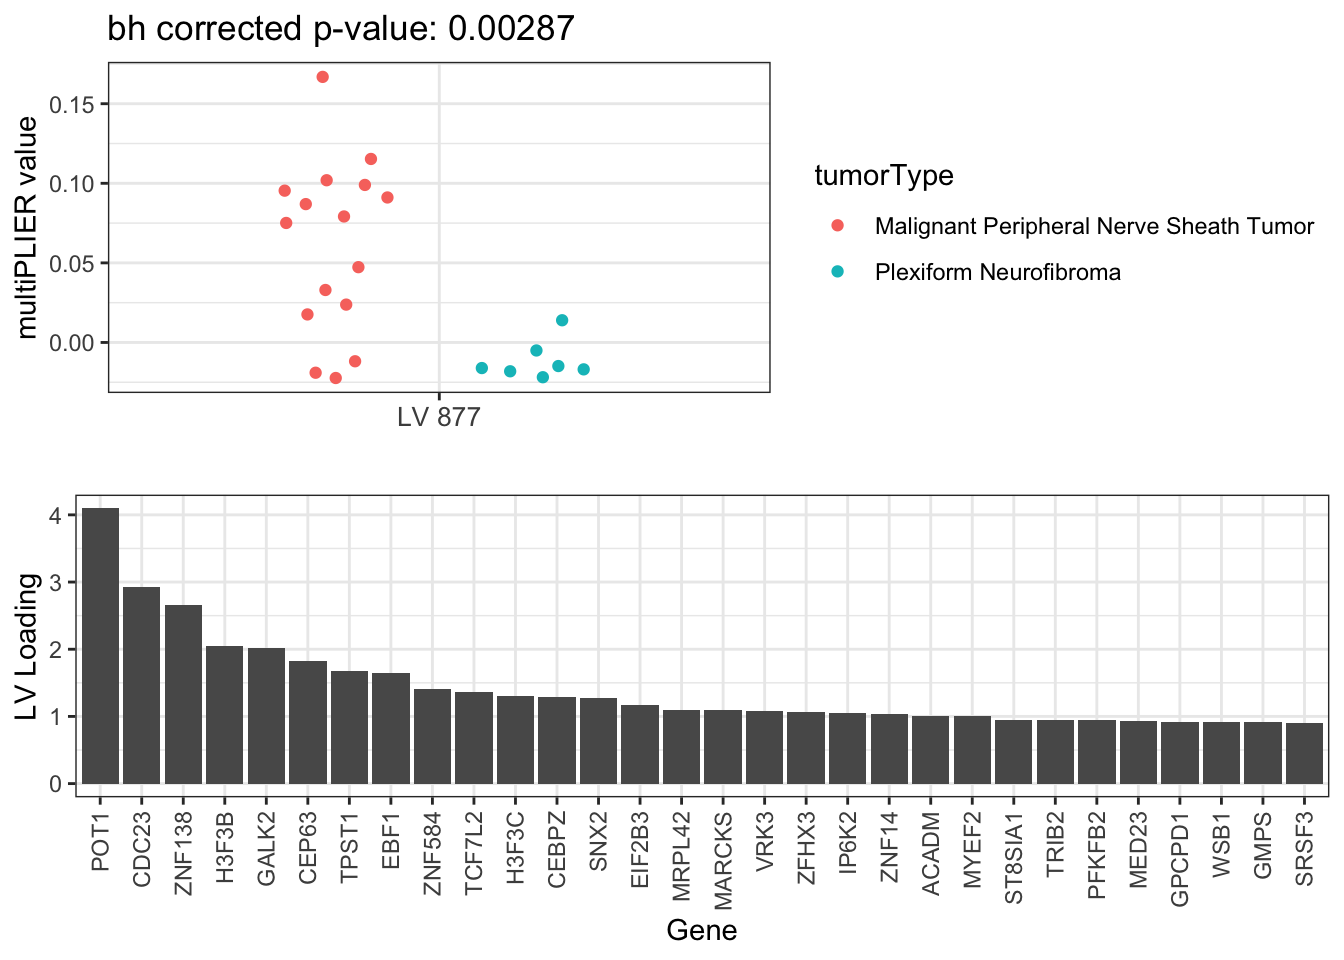 bh corrected p-value: 0.00287
multiPLIER value
0.15
0.10
0.05
0.00
LV 877
tumorType
Malignant Peripheral Nerve Sheath Tumor
Plexiform Neurofibroma
LV Loading
4
3
2
1
0
POT1
CDC23
ZNF138
H3F3B
GALK2
CEP63
TPST1
EBF1
ZNF584
TCF7L2
H3F3C
CEBPZ
SNX2
EIF2B3
MRPL42
MARCKS
VRK3
ZFHX3
IP6K2
ZNF14
ACADM
MYEF2
ST8SIA1
TRIB2
PFKFB2
MED23
GPCPD1
WSB1
GMPS
SRSF3
Gene